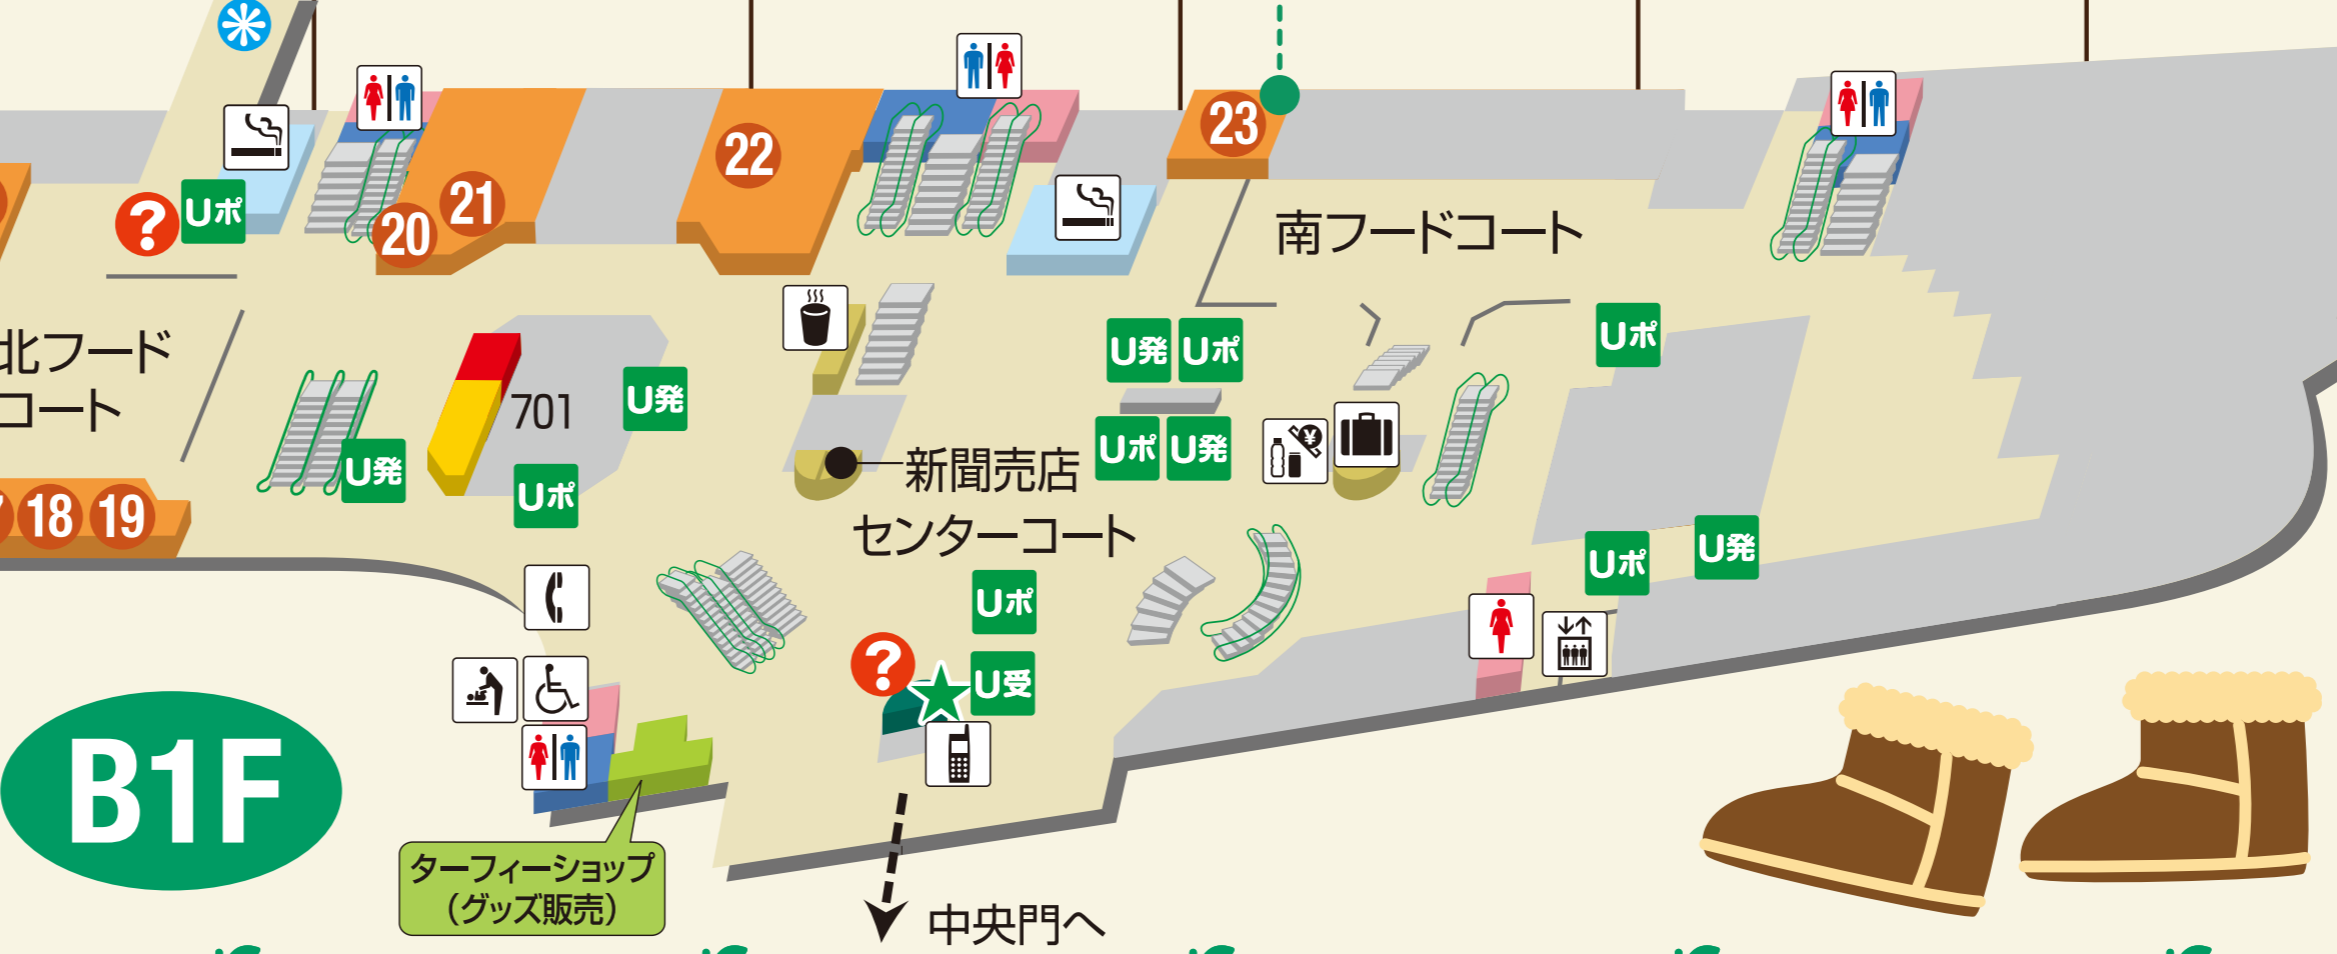 23
22
21
20
?
Uポ
南フードコート
北フード
コート
U発
Uポ
Uポ
701
U発
U発
Uポ
新聞売店
Uポ
U発
¥
18
19
センターコート
Uポ
Uポ
U発
?
U受
B1F
ターフィーショップ
(グッズ販売)
中央門へ